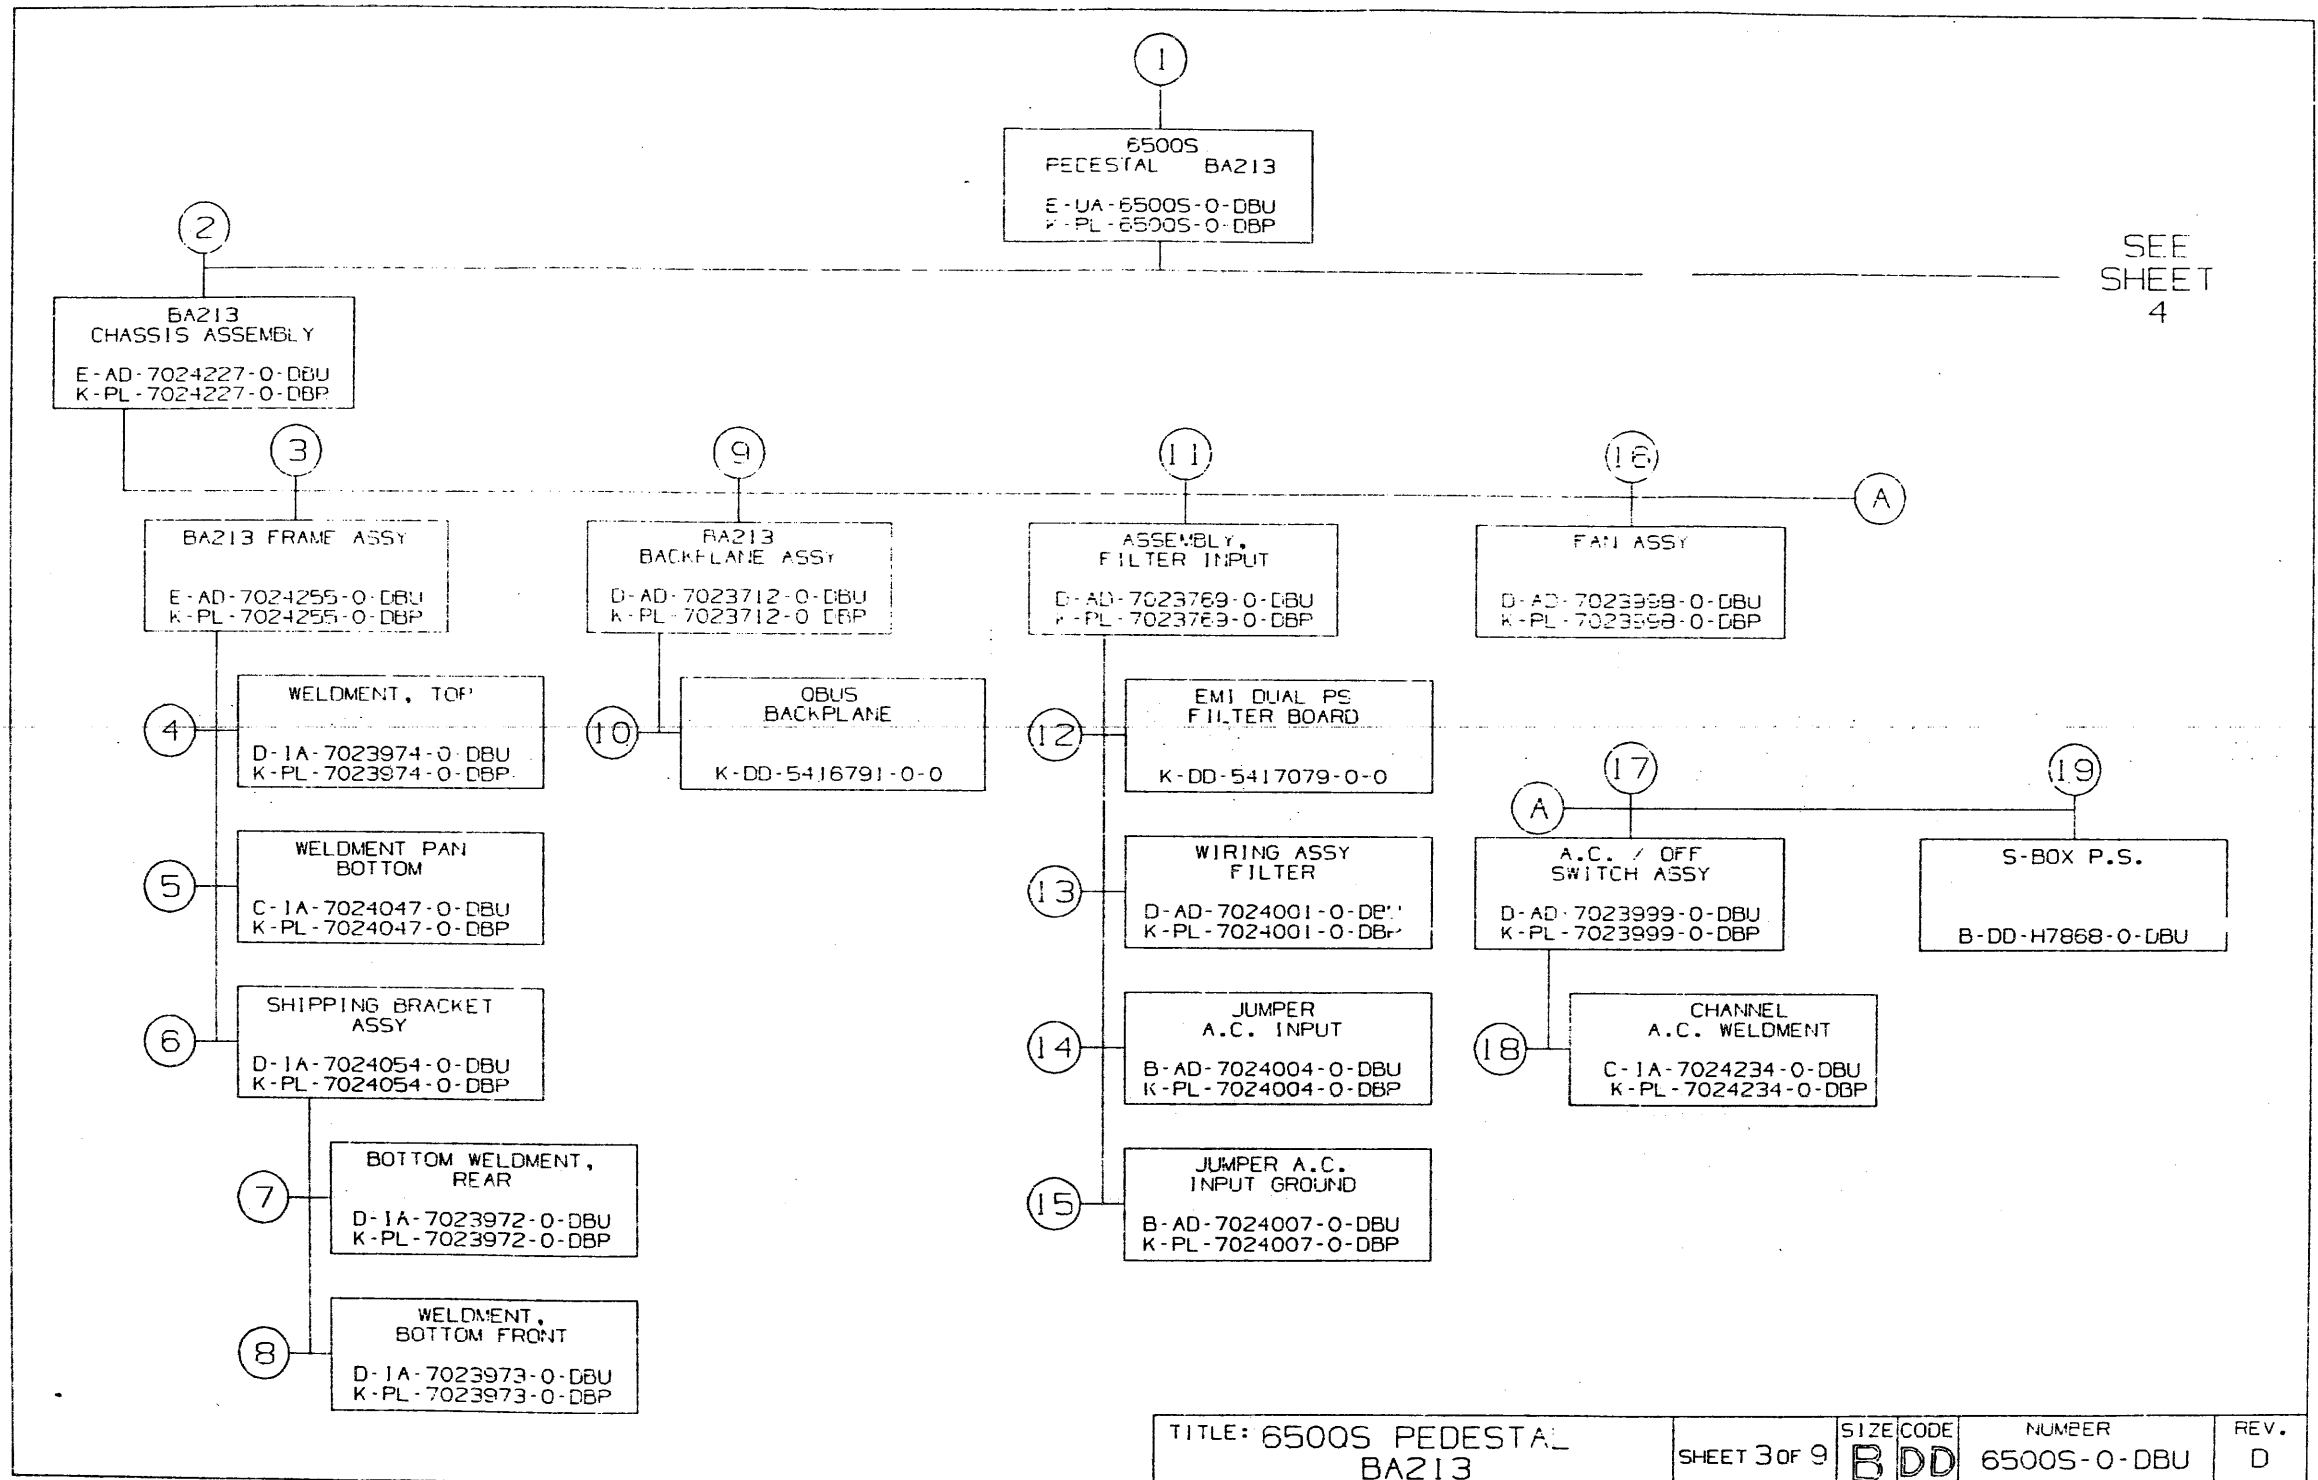 1
650QS
PEDESTAL BA213
E-UA-650QS-0-DBU
K-PL-650QS-0-DBP
2
SEE
SHEET
4
BA213
CHASSIS ASSEMBLY
E-AD-7024227-0-DBU
K-PL-7024227-0-DBP
3
9
11
16
A
BA213 FRAME ASSY
E-AD-7024255-0-DBU
K-PL-7024255-0-DBP
BA213
BACKPLANE ASSY
D-AD-7023712-0-DBU
K-PL-7023712-0 DBP
ASSEMBLY,
FILTER INPUT
D-AD-7023769-0-DBU
K-PL-7023769-0-DBP
FAN ASSY
D-AD-7023998-0-DBU
K-PL-7023998-0-DBP
4
WELDMENT, TOP
D-IA-7023974-0-DBU
K-PL-7023974-0-DBP
10
QBUS
BACKPLANE
K-DD-5416791-0-0
12
EMI DUAL PS
FILTER BOARD
K-DD-5417079-0-0
17
19
A
5
WELDMENT PAN
BOTTOM
C-IA-7024047-0-DBU
K-PL-7024047-0-DBP
13
WIRING ASSY
FILTER
D-AD-7024001-0-DBU
K-PL-7024001-0-DBP
A.C. / OFF
SWITCH ASSY
D-AD-7023999-0-DBU
K-PL-7023999-0-DBP
S-BOX P.S.
B-DD-H7868-0-DBU
6
SHIPPING BRACKET
ASSY
D-IA-7024054-0-DBU
K-PL-7024054-0-DBP
14
JUMPER
A.C. INPUT
B-AD-7024004-0-DBU
K-PL-7024004-0-DBP
18
CHANNEL
A.C. WELDMENT
C-IA-7024234-0-DBU
K-PL-7024234-0-DBP
7
BOTTOM WELDMENT,
REAR
D-IA-7023972-0-DBU
K-PL-7023972-0-DBP
15
JUMPER A.C.
INPUT GROUND
B-AD-7024007-0-DBU
K-PL-7024007-0-DBP
8
WELDMENT,
BOTTOM FRONT
D-IA-7023973-0-DBU
K-PL-7023973-0-DBP
TITLE: 650QS PEDESTAL
BA213
SHEET 3 OF 9
SIZE
B
CODE
DD
NUMBER
650QS-0-DBU
REV.
D